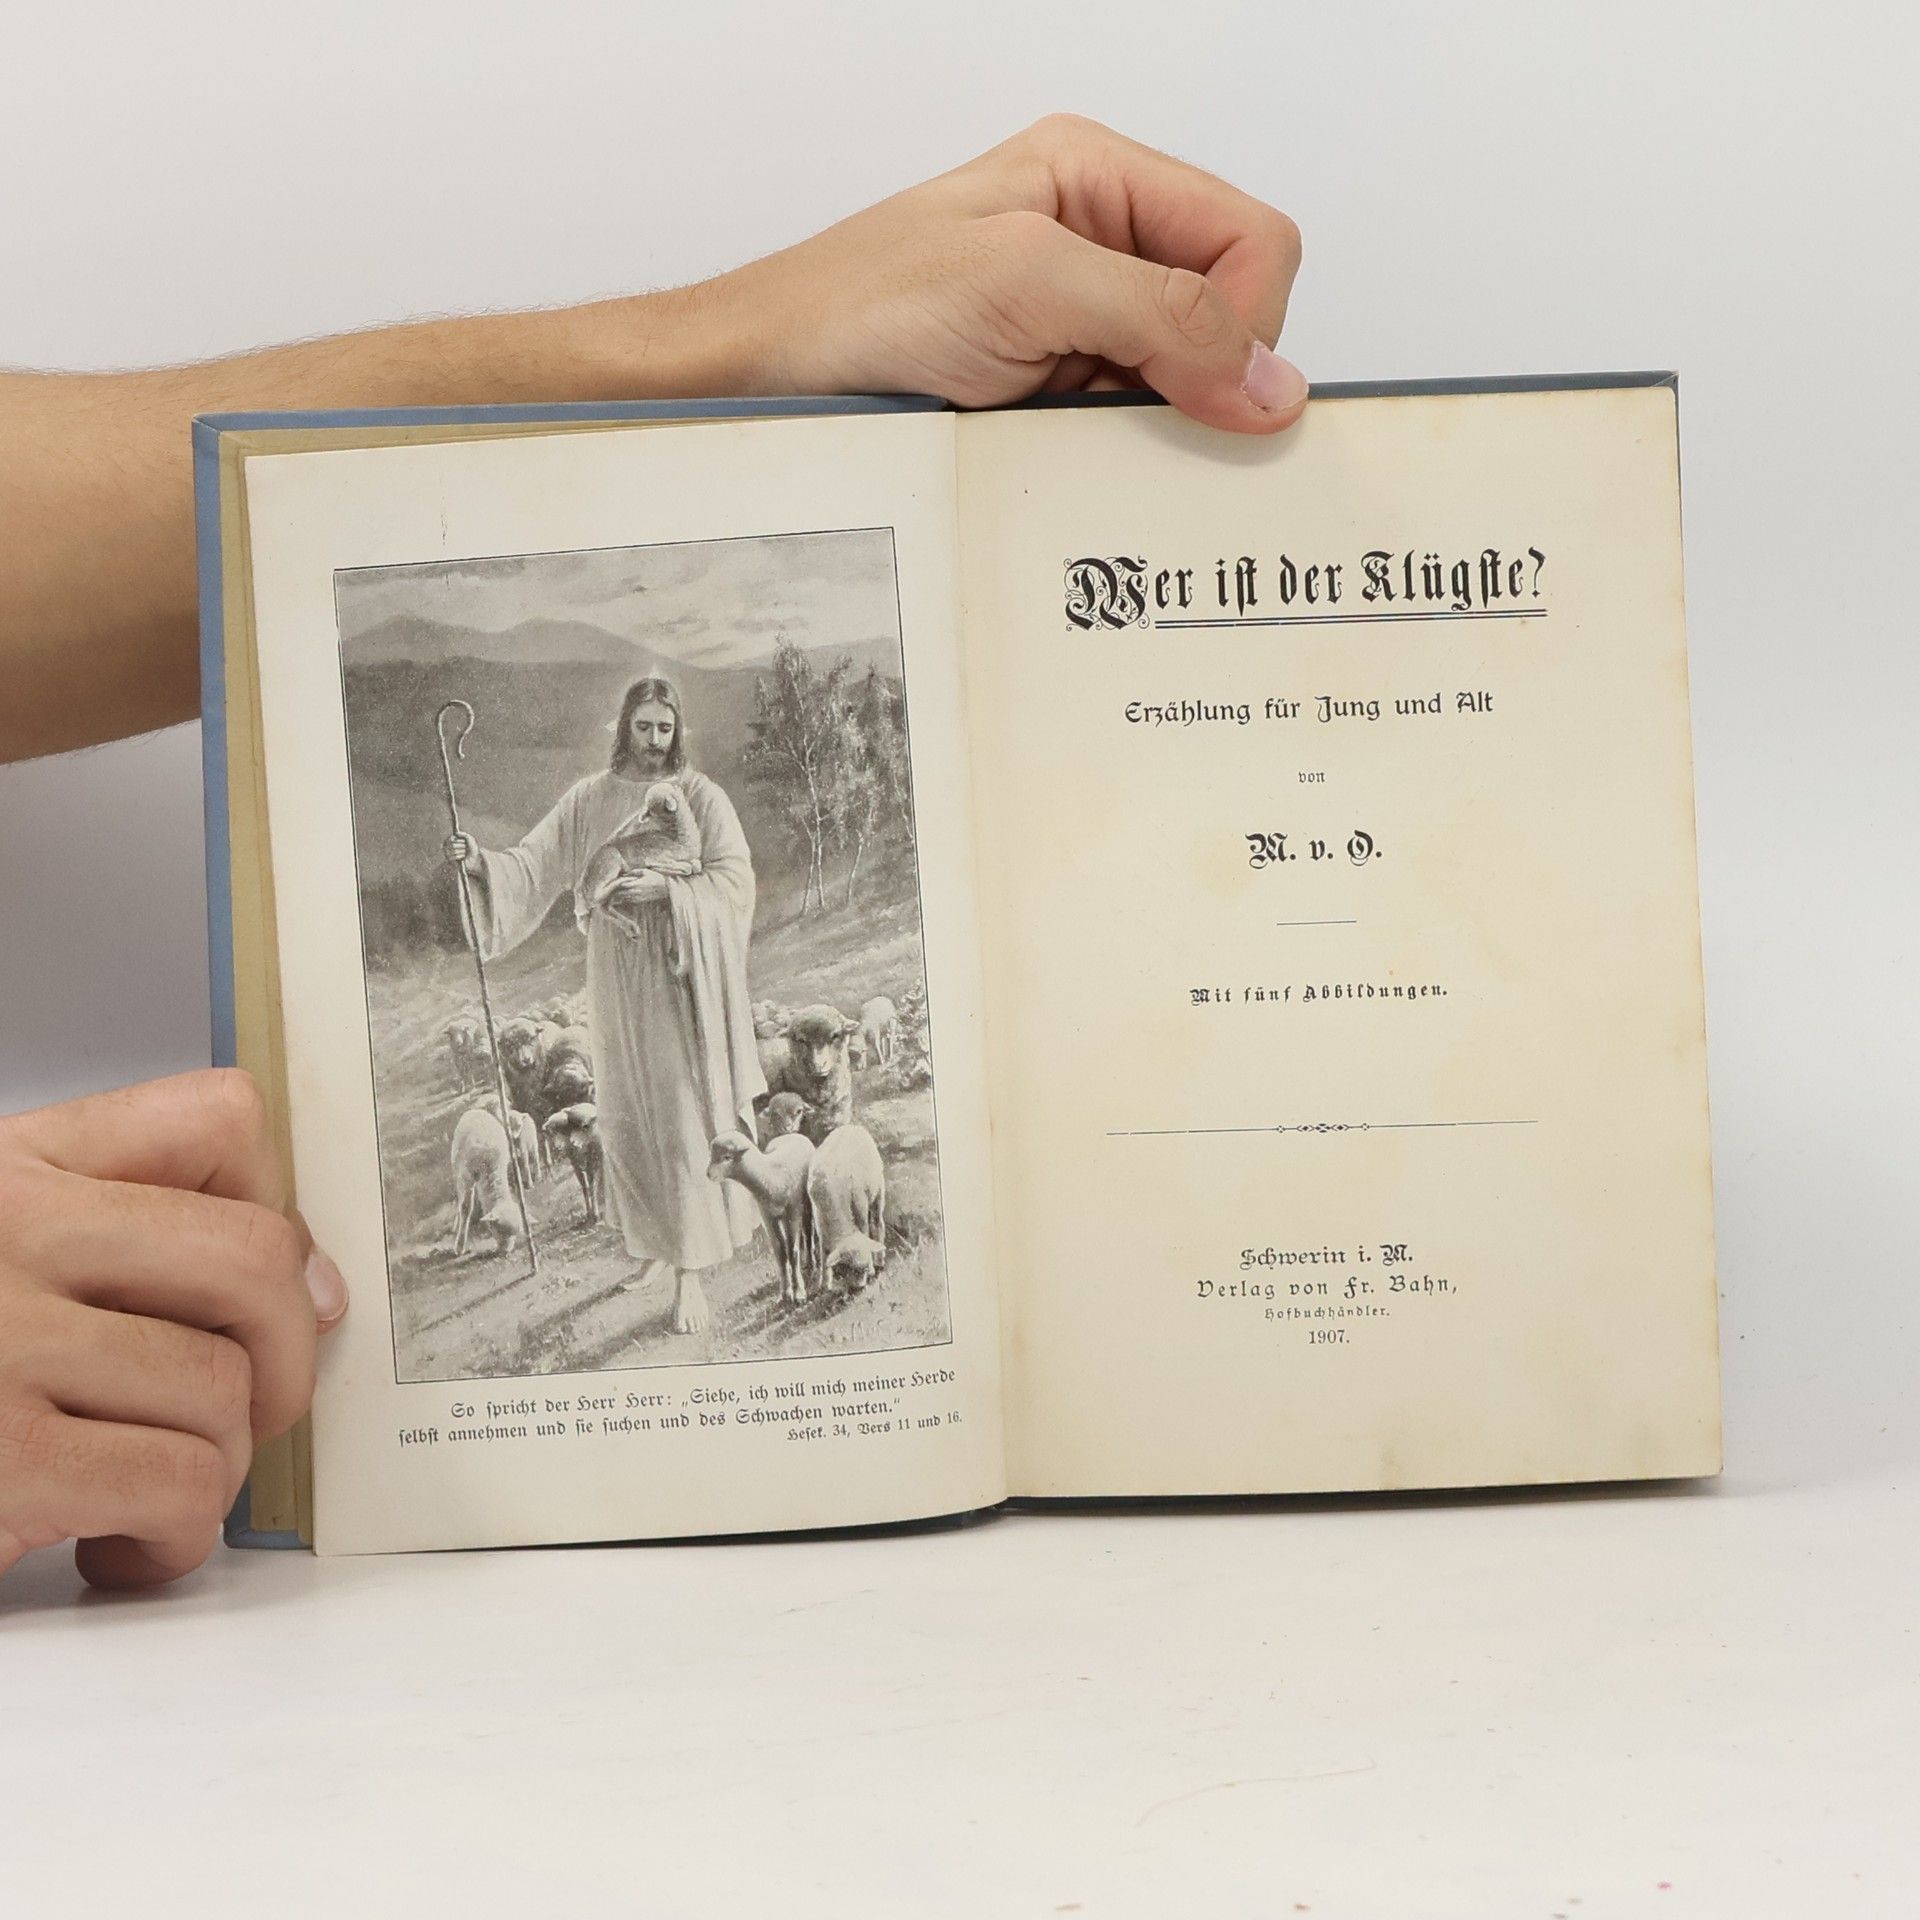 So spricht der Herr Herr: „Siehe, ich will mich meiner Herde
selbst annehmen und sie suchen und des Schwachen warten.“
Hesek. 34, Vers 11 und 16.
Wer ist der Klügste?
Erzählung für Jung und Alt
von
M. v. O.
Mit fünf Abbildungen.
Schwerin i. M.
Verlag von Fr. Bahn,
Hofbuchhändler.
1907.